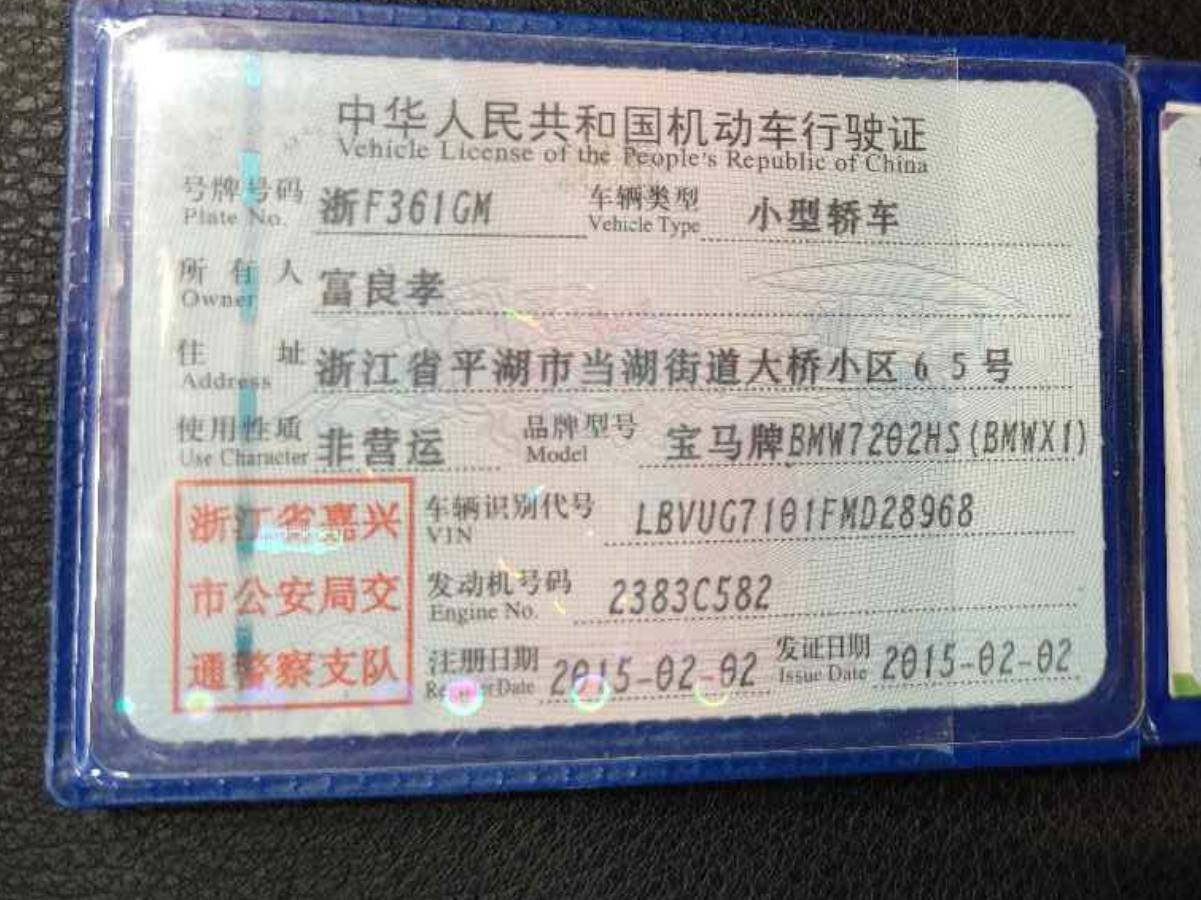 中华人民共和国机动车行驶证
Vehicle License of the People's Republic of China
号牌号码 浙F361GM 车辆类型 小型轿车
Plate No. Vehicle Type
所有人 富良孝
Owner
住址 浙江省平湖市当湖街道大桥小区65号
Address
使用性质 非营运 品牌型号 宝马牌BMW7202HS(BMWX1)
Use Character Model
浙江省嘉兴
市公安局交
通警察支队
车辆识别代号 LBVUG7101FMD28968
VIN
发动机号码 2383C582
Engine No.
注册日期 2015-02-02 发证日期 2015-02-02
Register Date Issue Date